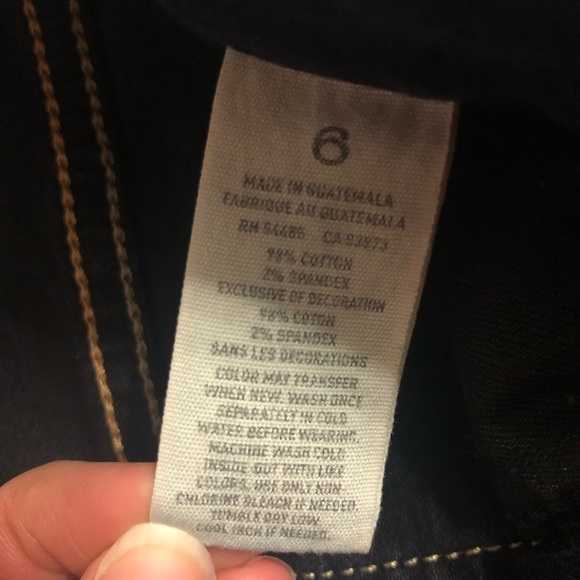 6
MADE IN GUATEMALA
FABRIQUE AU GUATEMALA
RN 54485 CA 93973
98% COTTON
2% SPANDEX
EXCLUSIVE OF DECORATION
98% COTON
2% SPANDEX
SANS LES DECORATIONS
COLOR MAY TRANSFER
WHEN NEW. WASH ONCE
SEPARATELY IN COLD
WATER BEFORE WEARING.
MACHINE WASH COLD
INSIDE OUT WITH LIKE
COLORS. USE ONLY NON-
CHLORINE BLEACH IF NEEDED.
TUMBLE DRY LOW
COOL IRON IF NEEDED.